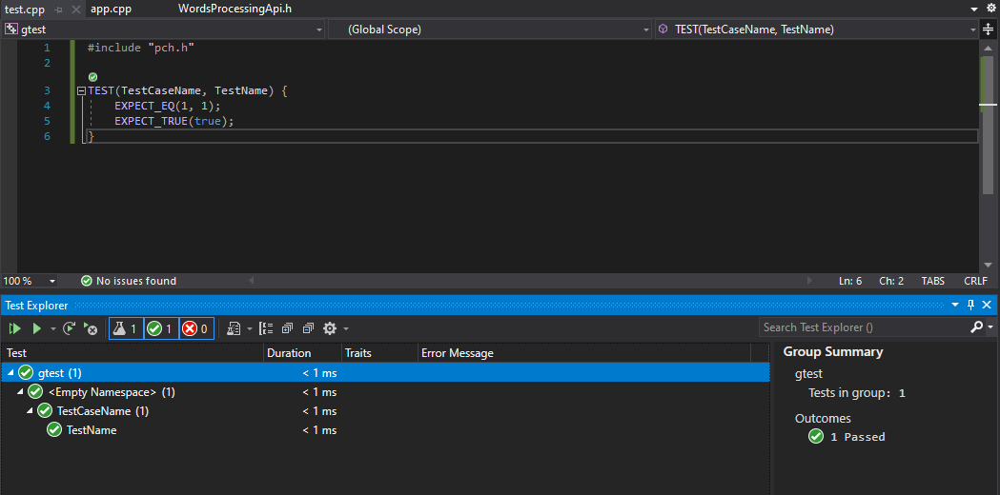 test.cpp app.cpp WordsProcessingApi.h
gtest (Global Scope) TEST(TestCaseName, TestName)
1 #include "pch.h"
2
3 TEST(TestCaseName, TestName) {
4 EXPECT_EQ(1, 1);
5 EXPECT_TRUE(true);
6 }
100 % No issues found Ln: 6 Ch: 2 TABS CRLF
Test Explorer
1 1 0 Search Test Explorer ()
Test Duration Traits Error Message
gtest (1) < 1 ms
<Empty Namespace> (1) < 1 ms
TestCaseName (1) < 1 ms
TestName < 1 ms
Group Summary
gtest
Tests in group: 1
Outcomes
1 Passed